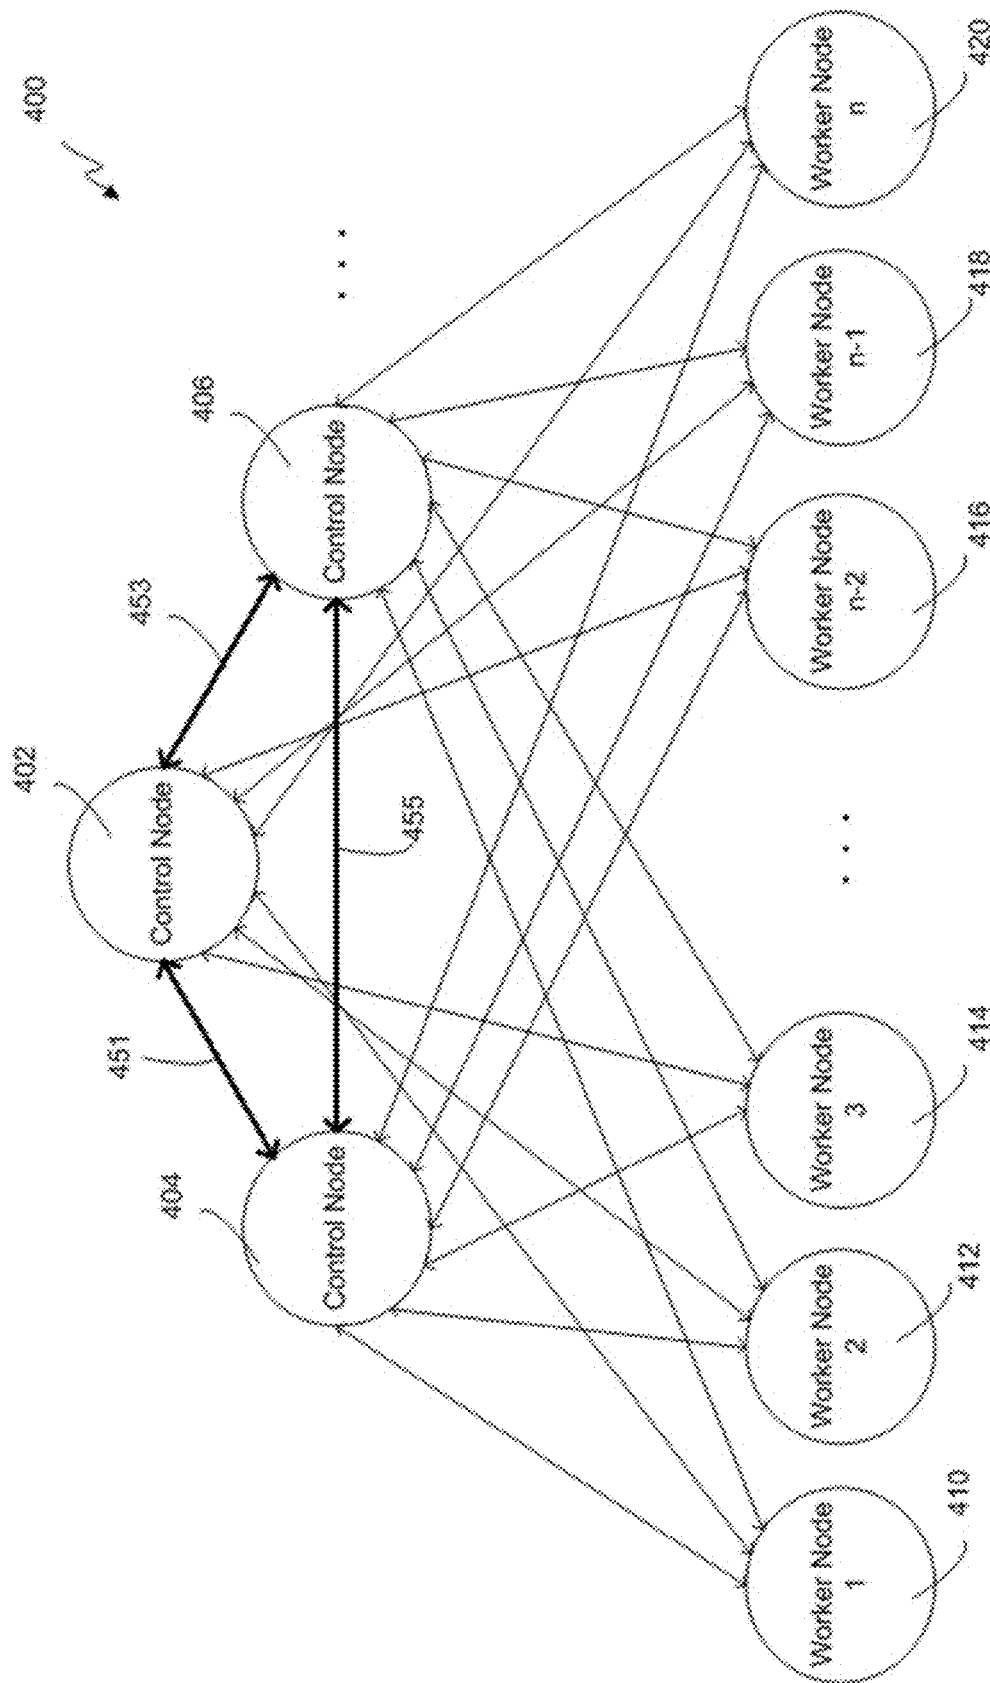 400
402
Control Node
451
453
404
Control Node
406
Control Node
455
. . .
Worker Node
1
Worker Node
2
Worker Node
3
. . .
Worker Node
n-2
Worker Node
n-1
Worker Node
n
410
412
414
416
418
420